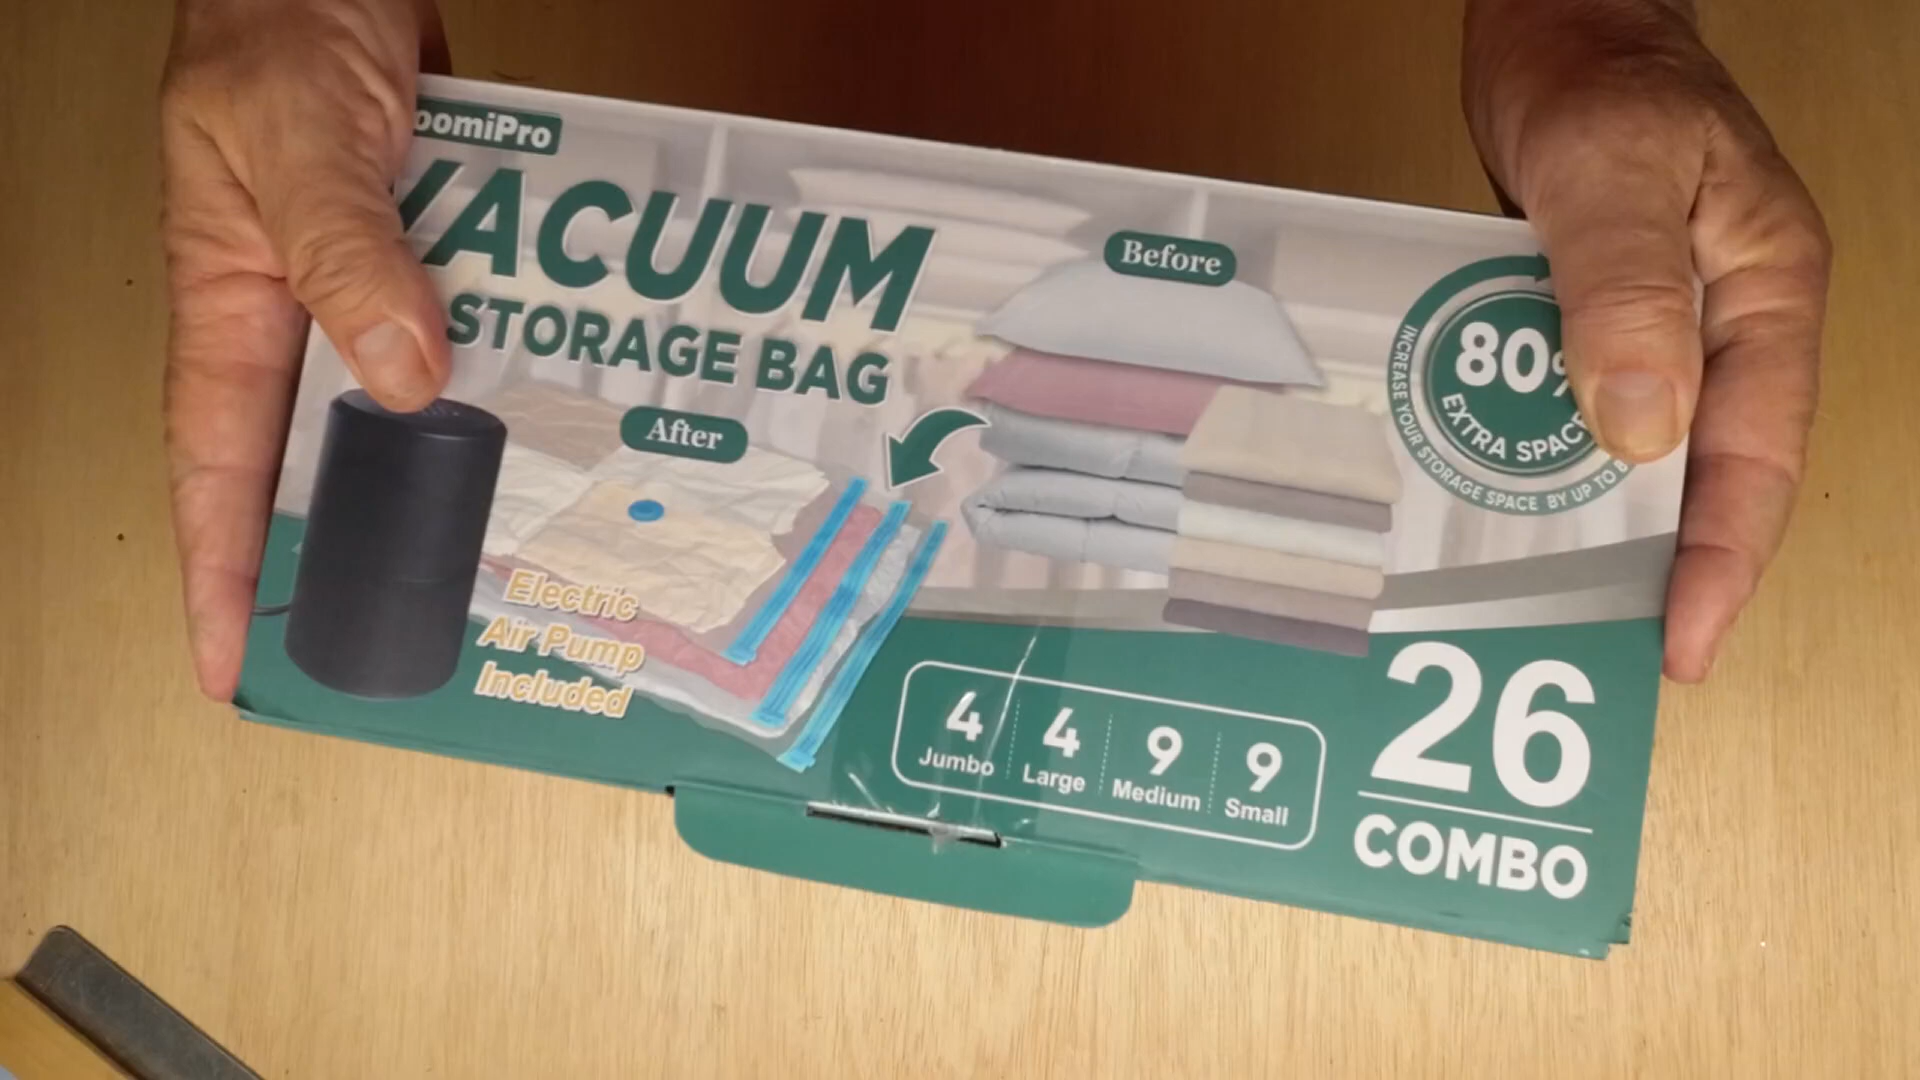 oomiPro
VACUUM
STORAGE BAG
Before
After
80%
EXTRA SPACE
INCREASE YOUR STORAGE SPACE BY UP TO 8
Electric
Air Pump
Included
4 Jumbo
4 Large
9 Medium
9 Small
26
COMBO